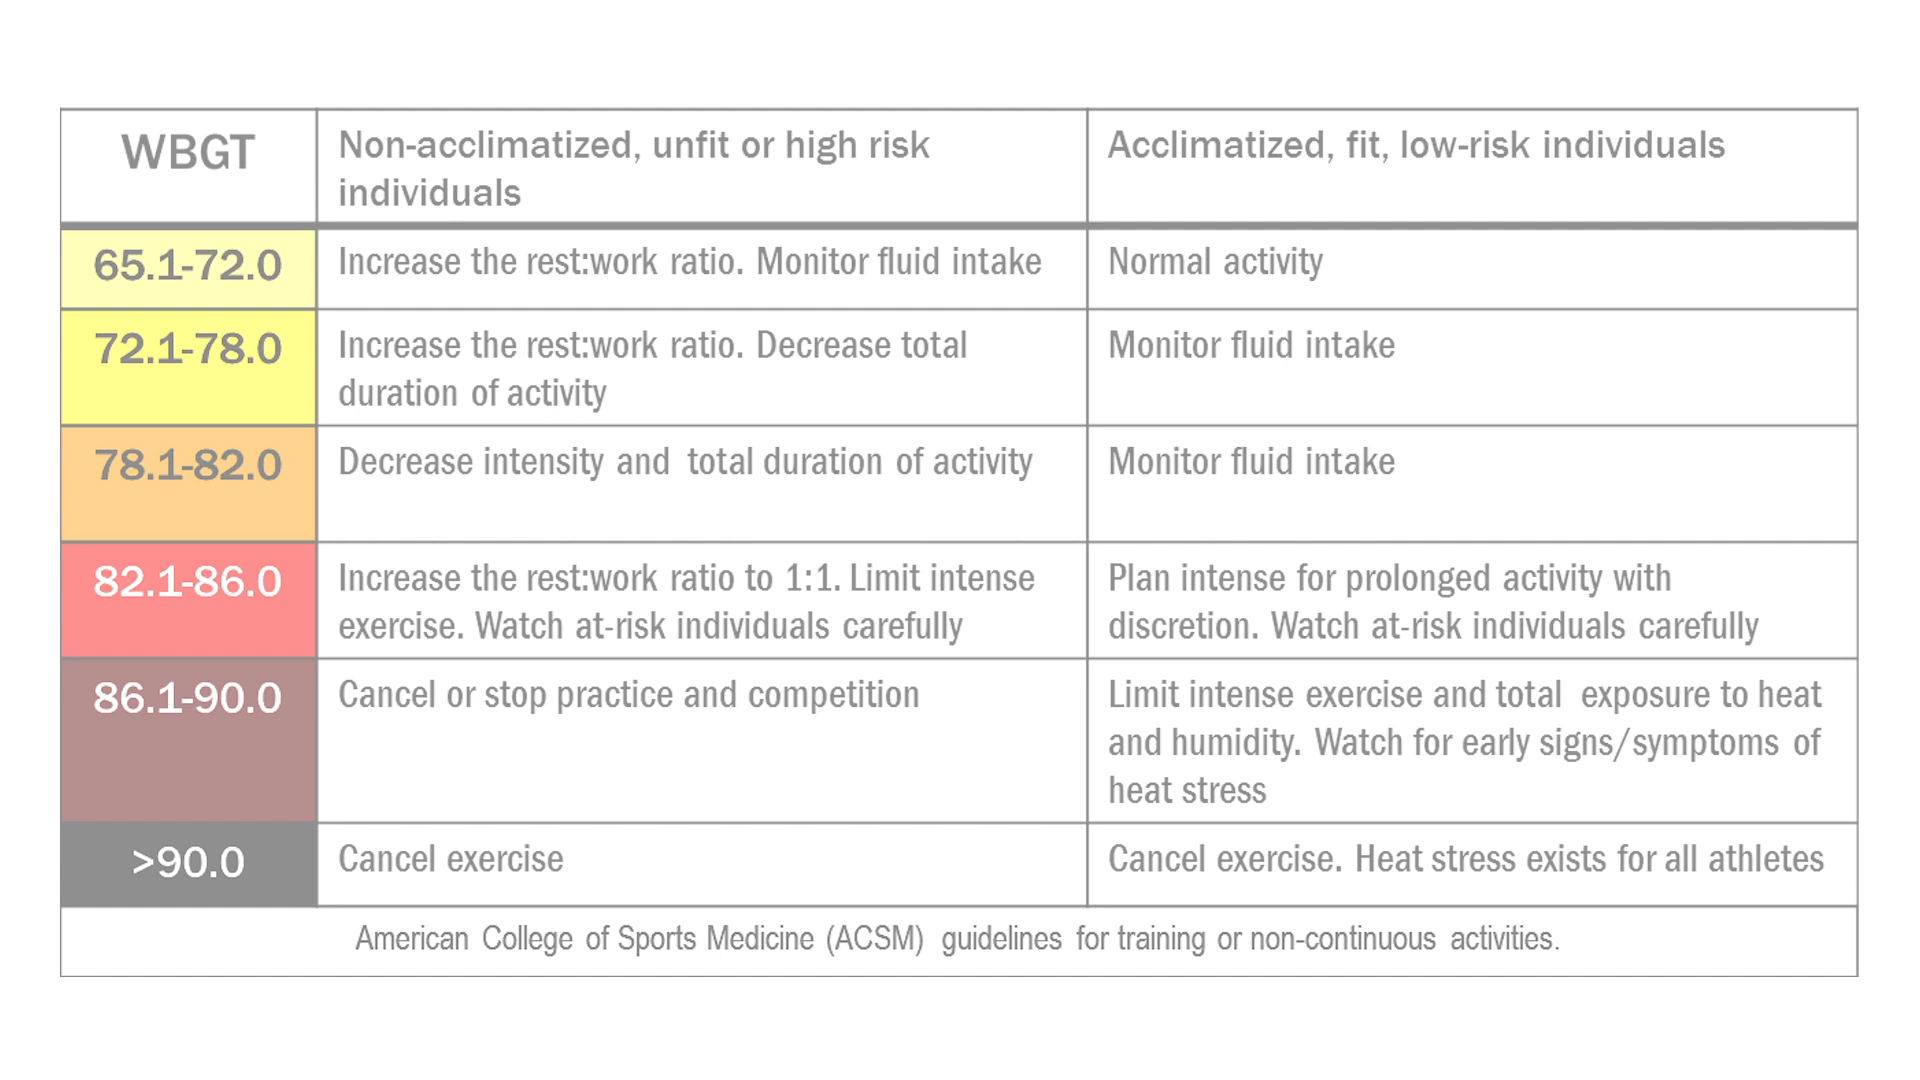 WBGT
Non-acclimatized, unfit or high risk
individuals
Acclimatized, fit, low-risk individuals
65.1-72.0
Increase the rest:work ratio. Monitor fluid intake
Normal activity
72.1-78.0
Increase the rest:work ratio. Decrease total
duration of activity
Monitor fluid intake
78.1-82.0
Decrease intensity and total duration of activity
Monitor fluid intake
82.1-86.0
Increase the rest:work ratio to 1:1. Limit intense
exercise. Watch at-risk individuals carefully
Plan intense for prolonged activity with
discretion. Watch at-risk individuals carefully
86.1-90.0
Cancel or stop practice and competition
Limit intense exercise and total exposure to heat
and humidity. Watch for early signs/symptoms of
heat stress
>90.0
Cancel exercise
Cancel exercise. Heat stress exists for all athletes
American College of Sports Medicine (ACSM) guidelines for training or non-continuous activities.